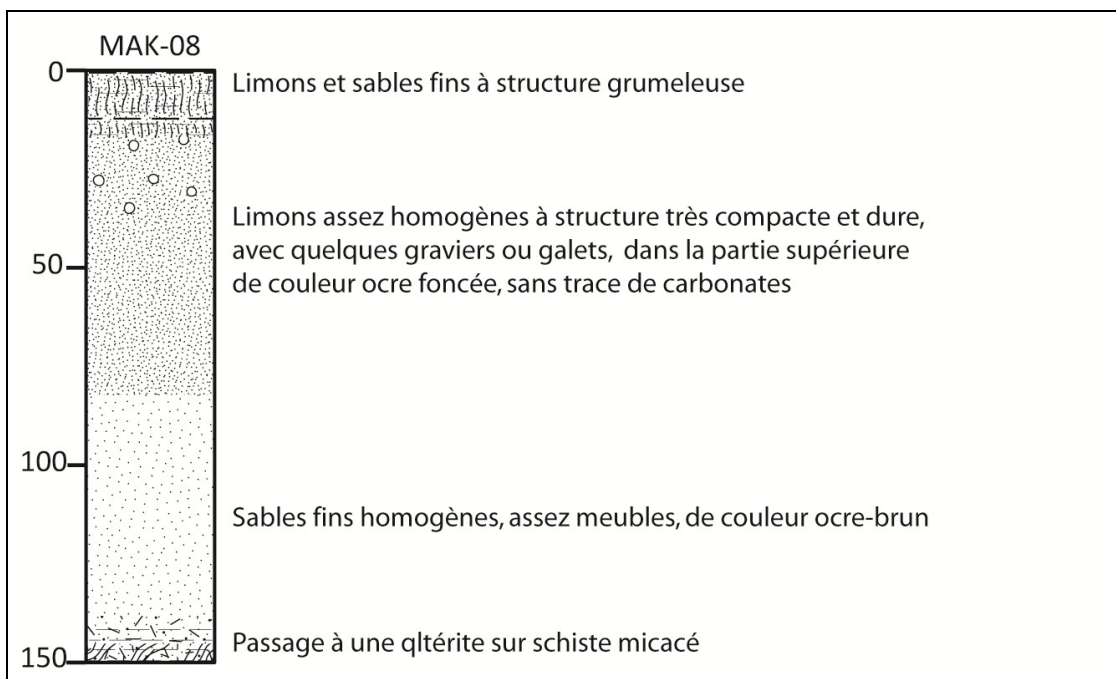 MAK-08
0
Limons et sables fins à structure grumeleuse
Limons assez homogènes à structure très compacte et dure,
avec quelques graviers ou galets, dans la partie supérieure
50
de couleur ocre foncée, sans trace de carbonates
100
Sables fins homogènes, assez meubles, de couleur ocre-brun
Passage à une qltérite sur schiste micacé
150